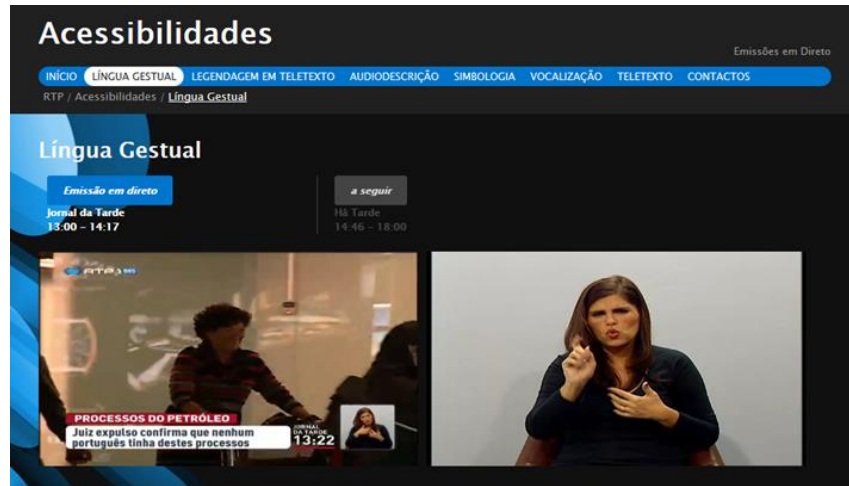 Acessibilidades
Emissões em Direto
INÍCIO LÍNGUA GESTUAL LEGENDAGEM EM TELETEXTO AUDIODESCRIÇÃO SIMBOLOGIA VOCALIZAÇÃO TELETEXTO CONTACTOS
RTP / Acessibilidades / Língua Gestual
Língua Gestual
Emissão em direto
Jornal da Tarde
13:00 – 14:17
a seguir
Há Tarde
14:46 – 18:00
RTP
PROCESSOS DO PETRÓLEO
Juiz expulso confirma que nenhum
português tinha destes processos
JORNAL
DA TARDE
13:22